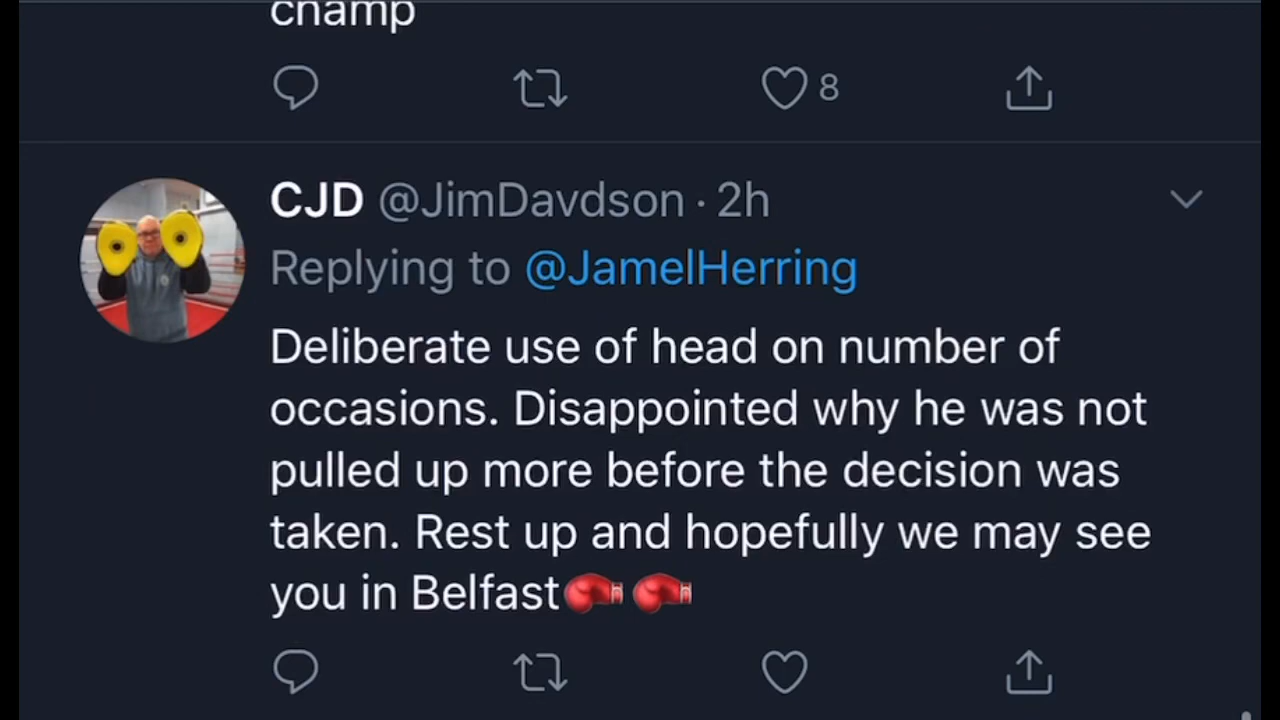 champ
8
CJD @JimDavdson · 2h
Replying to @JamelHerring
Deliberate use of head on number of
occasions. Disappointed why he was not
pulled up more before the decision was
taken. Rest up and hopefully we may see
you in Belfast🥊🥊